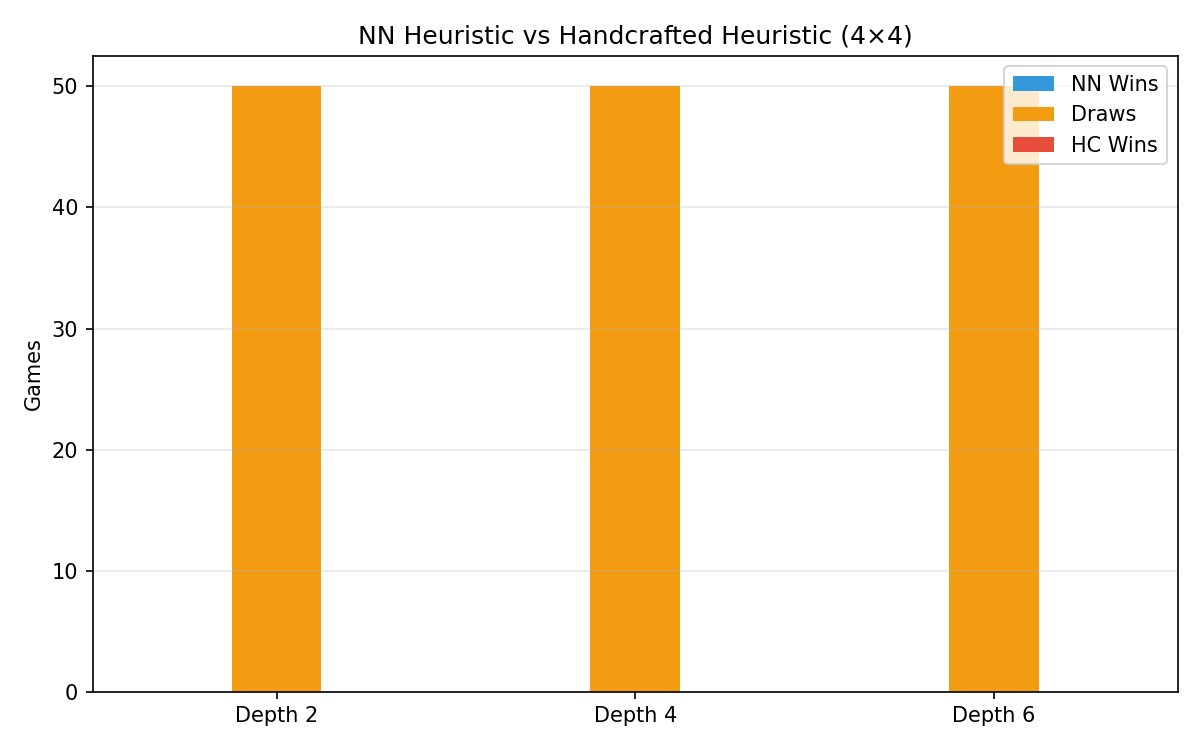 NN Heuristic vs Handcrafted Heuristic (4×4)
NN Wins
Draws
HC Wins
Games
50
40
30
20
10
0
Depth 2
Depth 4
Depth 6